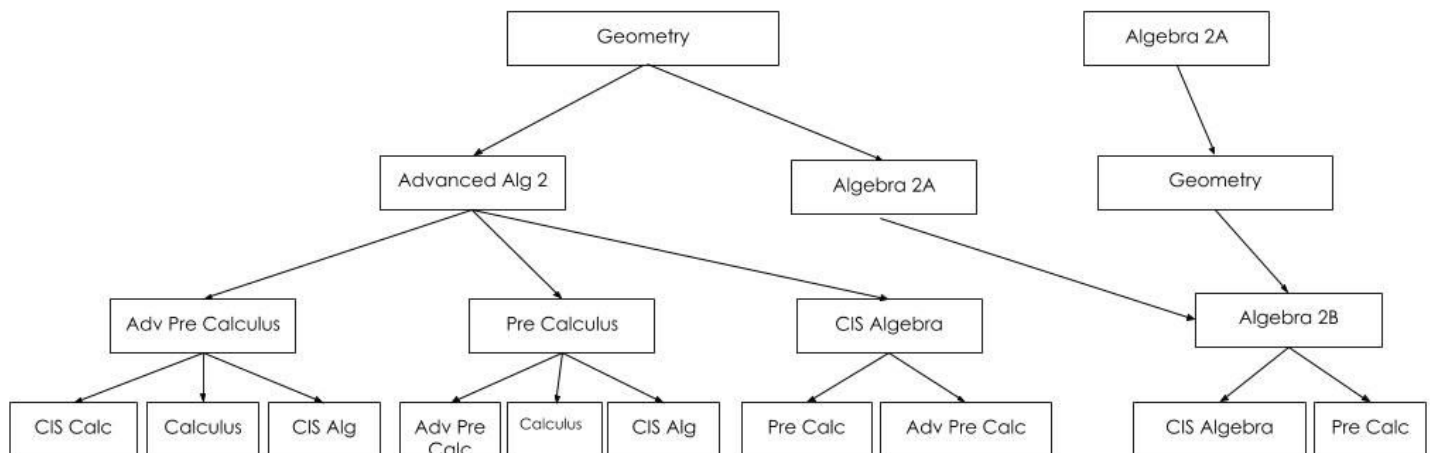 Geometry
Algebra 2A
Advanced Alg 2
Algebra 2A
Geometry
Adv Pre Calculus
Pre Calculus
CIS Algebra
Algebra 2B
CIS Calc
Calculus
CIS Alg
Adv Pre
Calc
Calculus
CIS Alg
Pre Calc
Adv Pre Calc
CIS Algebra
Pre Calc